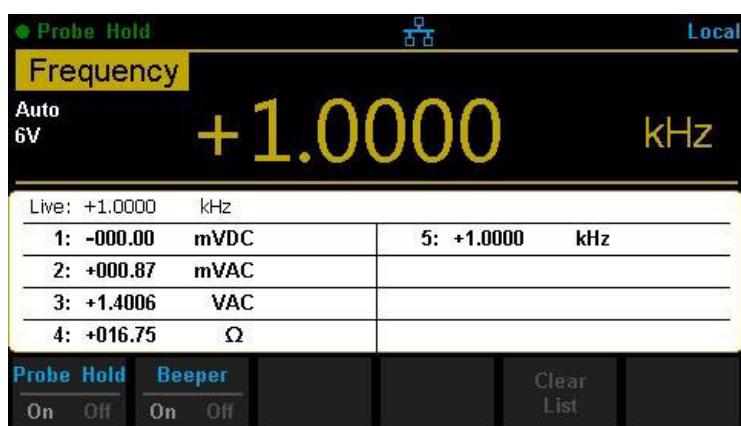 Probe Hold Local
Frequency
Auto
6V
+1.0000 kHz
Live: +1.0000 kHz
1: -000.00 mVDC 5: +1.0000 kHz
2: +000.87 mVAC
3: +1.4006 VAC
4: +016.75 Ω
Probe Hold Beeper Clear
On Off On Off List